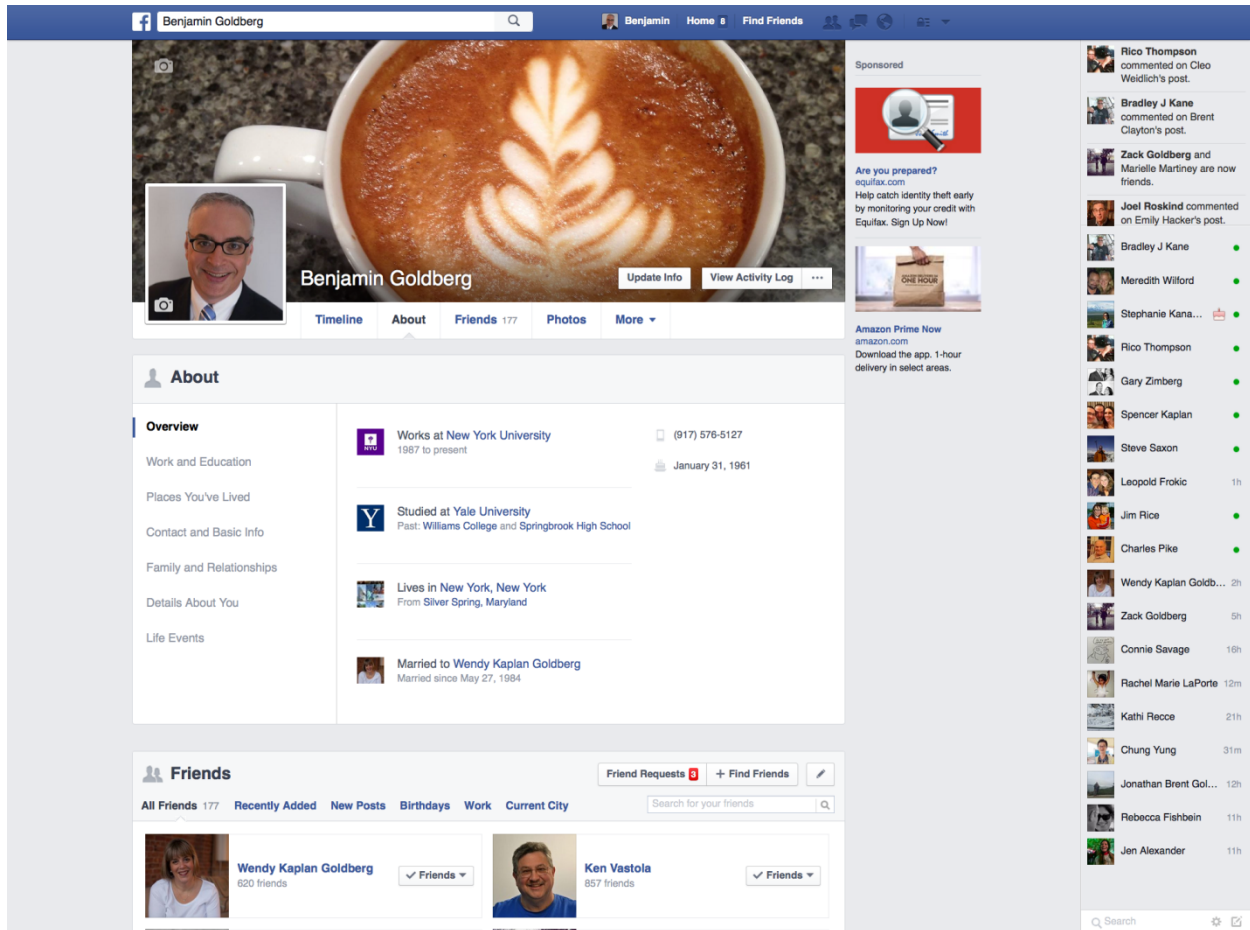 Benjamin Goldberg
Benjamin Home 8 Find Friends
Benjamin Goldberg
Update Info View Activity Log ...
Timeline About Friends 177 Photos More
About
Overview
Work and Education
Places You've Lived
Contact and Basic Info
Family and Relationships
Details About You
Life Events
NYU
Works at New York University
1987 to present
Y
Studied at Yale University
Past: Williams College and Springbrook High School
Lives in New York, New York
From Silver Spring, Maryland
Married to Wendy Kaplan Goldberg
Married since May 27, 1984
(917) 576-5127
January 31, 1961
Friends
Friend Requests 3 + Find Friends
All Friends 177 Recently Added New Posts Birthdays Work Current City Search for your friends
Wendy Kaplan Goldberg
620 friends
Friends
Ken Vastola
857 friends
Friends
Sponsored
Are you prepared?
equifax.com
Help catch identity theft early
by monitoring your credit with
Equifax. Sign Up Now!
ONE HOUR
Amazon Prime Now
amazon.com
Download the app. 1-hour
delivery in select areas.
Rico Thompson
commented on Cleo
Weidlich's post.
Bradley J Kane
commented on Brent
Clayton's post.
Zack Goldberg and
Marielle Martiney are now
friends.
Joel Roskind commented
on Emily Hacker's post.
Bradley J Kane
Meredith Wilford
Stephanie Kana...
Rico Thompson
Gary Zimberg
Spencer Kaplan
Steve Saxon
Leopold Frokic 1h
Jim Rice
Charles Pike
Wendy Kaplan Goldb... 2h
Zack Goldberg 5h
Connie Savage 16h
Rachel Marie LaPorte 12m
Kathi Recce 21h
Chung Yung 31m
Jonathan Brent Gol... 12h
Rebecca Fishbein 11h
Jen Alexander 11h
Search